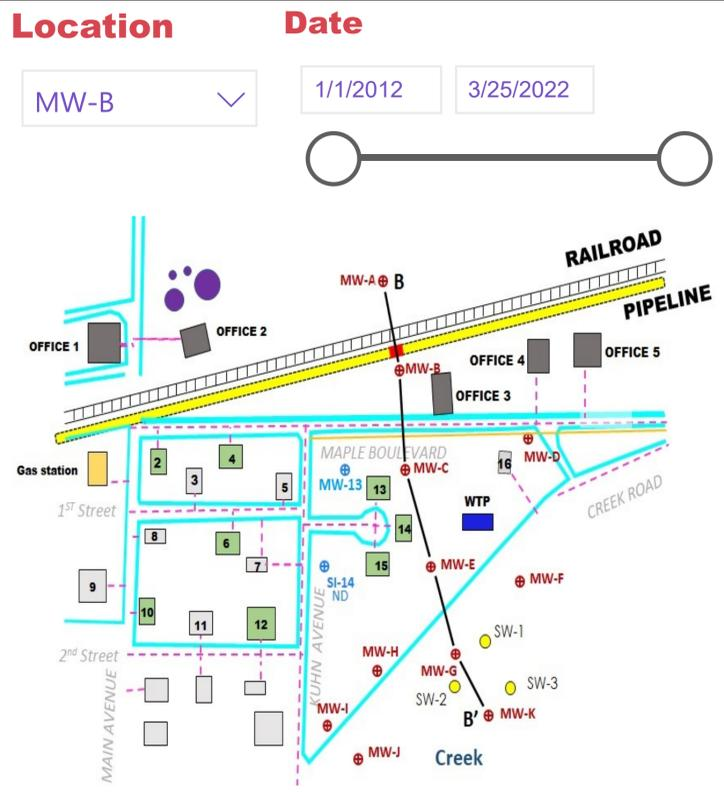 Location
Date
MW-B
1/1/2012
3/25/2022
RAILROAD
MW-A
B
PIPELINE
OFFICE 1
OFFICE 2
OFFICE 4
OFFICE 5
MW-B
OFFICE 3
MAPLE BOULEVARD
MW-D
Gas station
2
4
3
5
MW-13
MW-C
16
13
CREEK ROAD
1ST Street
WTP
14
8
6
7
15
MW-E
MW-F
SI-14
ND
9
10
11
12
KUHN AVENUE
SW-1
2nd Street
MW-H
MW-G
SW-2
SW-3
MAIN AVENUE
MW-I
B'
MW-K
MW-J
Creek